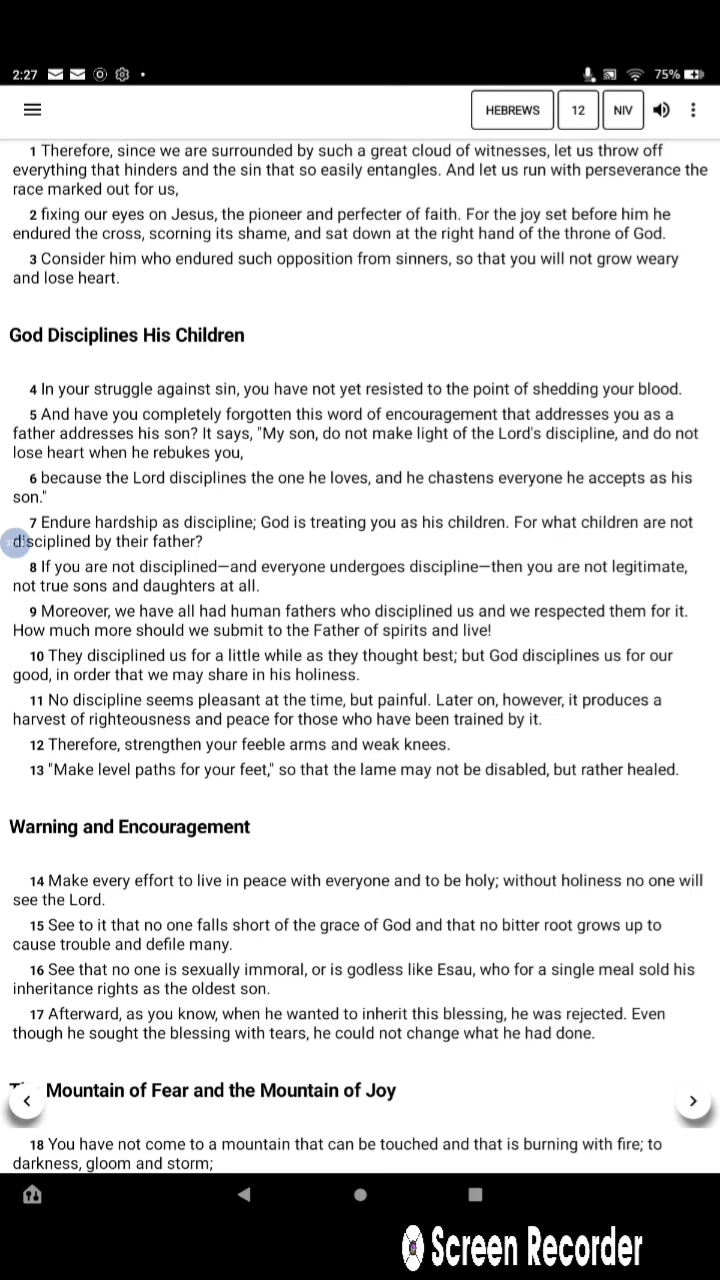 2:27
75%
HEBREWS 12 NIV
1 Therefore, since we are surrounded by such a great cloud of witnesses, let us throw off
everything that hinders and the sin that so easily entangles. And let us run with perseverance the
race marked out for us,
2 fixing our eyes on Jesus, the pioneer and perfecter of faith. For the joy set before him he
endured the cross, scorning its shame, and sat down at the right hand of the throne of God.
3 Consider him who endured such opposition from sinners, so that you will not grow weary
and lose heart.
God Disciplines His Children
4 In your struggle against sin, you have not yet resisted to the point of shedding your blood.
5 And have you completely forgotten this word of encouragement that addresses you as a
father addresses his son? It says, "My son, do not make light of the Lord's discipline, and do not
lose heart when he rebukes you,
6 because the Lord disciplines the one he loves, and he chastens everyone he accepts as his
son."
7 Endure hardship as discipline; God is treating you as his children. For what children are not
disciplined by their father?
8 If you are not disciplined—and everyone undergoes discipline—then you are not legitimate,
not true sons and daughters at all.
9 Moreover, we have all had human fathers who disciplined us and we respected them for it.
How much more should we submit to the Father of spirits and live!
10 They disciplined us for a little while as they thought best; but God disciplines us for our
good, in order that we may share in his holiness.
11 No discipline seems pleasant at the time, but painful. Later on, however, it produces a
harvest of righteousness and peace for those who have been trained by it.
12 Therefore, strengthen your feeble arms and weak knees.
13 "Make level paths for your feet," so that the lame may not be disabled, but rather healed.
Warning and Encouragement
14 Make every effort to live in peace with everyone and to be holy; without holiness no one will
see the Lord.
15 See to it that no one falls short of the grace of God and that no bitter root grows up to
cause trouble and defile many.
16 See that no one is sexually immoral, or is godless like Esau, who for a single meal sold his
inheritance rights as the oldest son.
17 Afterward, as you know, when he wanted to inherit this blessing, he was rejected. Even
though he sought the blessing with tears, he could not change what he had done.
Mountain of Fear and the Mountain of Joy
18 You have not come to a mountain that can be touched and that is burning with fire; to
darkness, gloom and storm;
Screen Recorder